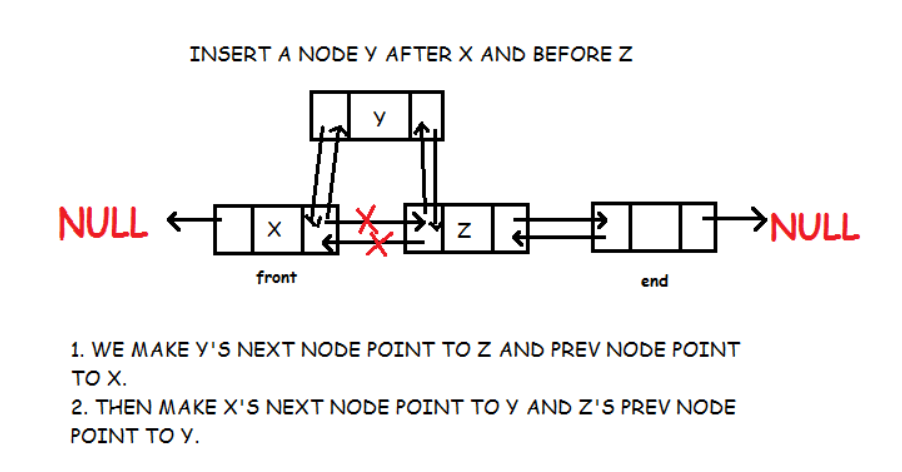 INSERT A NODE Y AFTER X AND BEFORE Z
Y
NULL
X
Z
NULL
front
end
1. WE MAKE Y'S NEXT NODE POINT TO Z AND PREV NODE POINT
TO X.
2. THEN MAKE X'S NEXT NODE POINT TO Y AND Z'S PREV NODE
POINT TO Y.